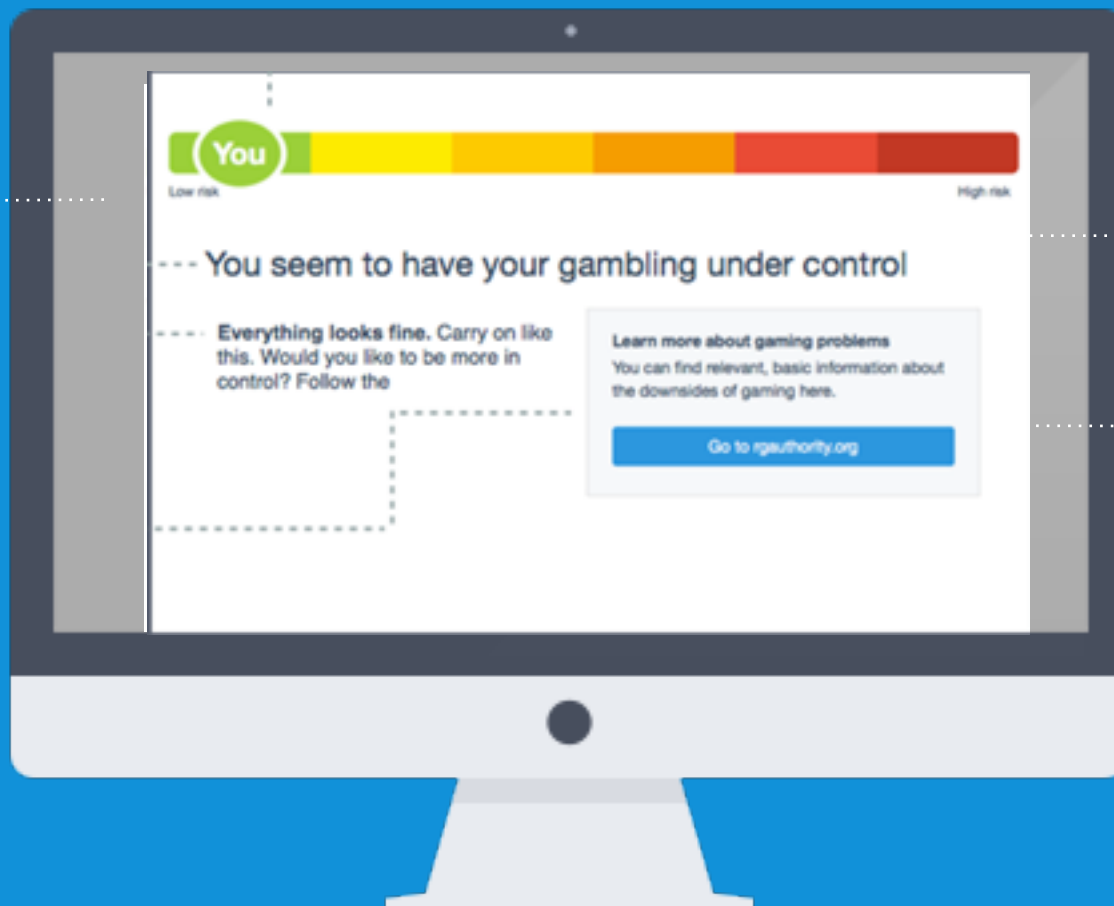 You
Low risk
High risk
You seem to have your gambling under control
Everything looks fine. Carry on like
this. Would you like to be more in
control? Follow the
Learn more about gaming problems
You can find relevant, basic information about
the downsides of gaming here.
Go to rgauthority.org